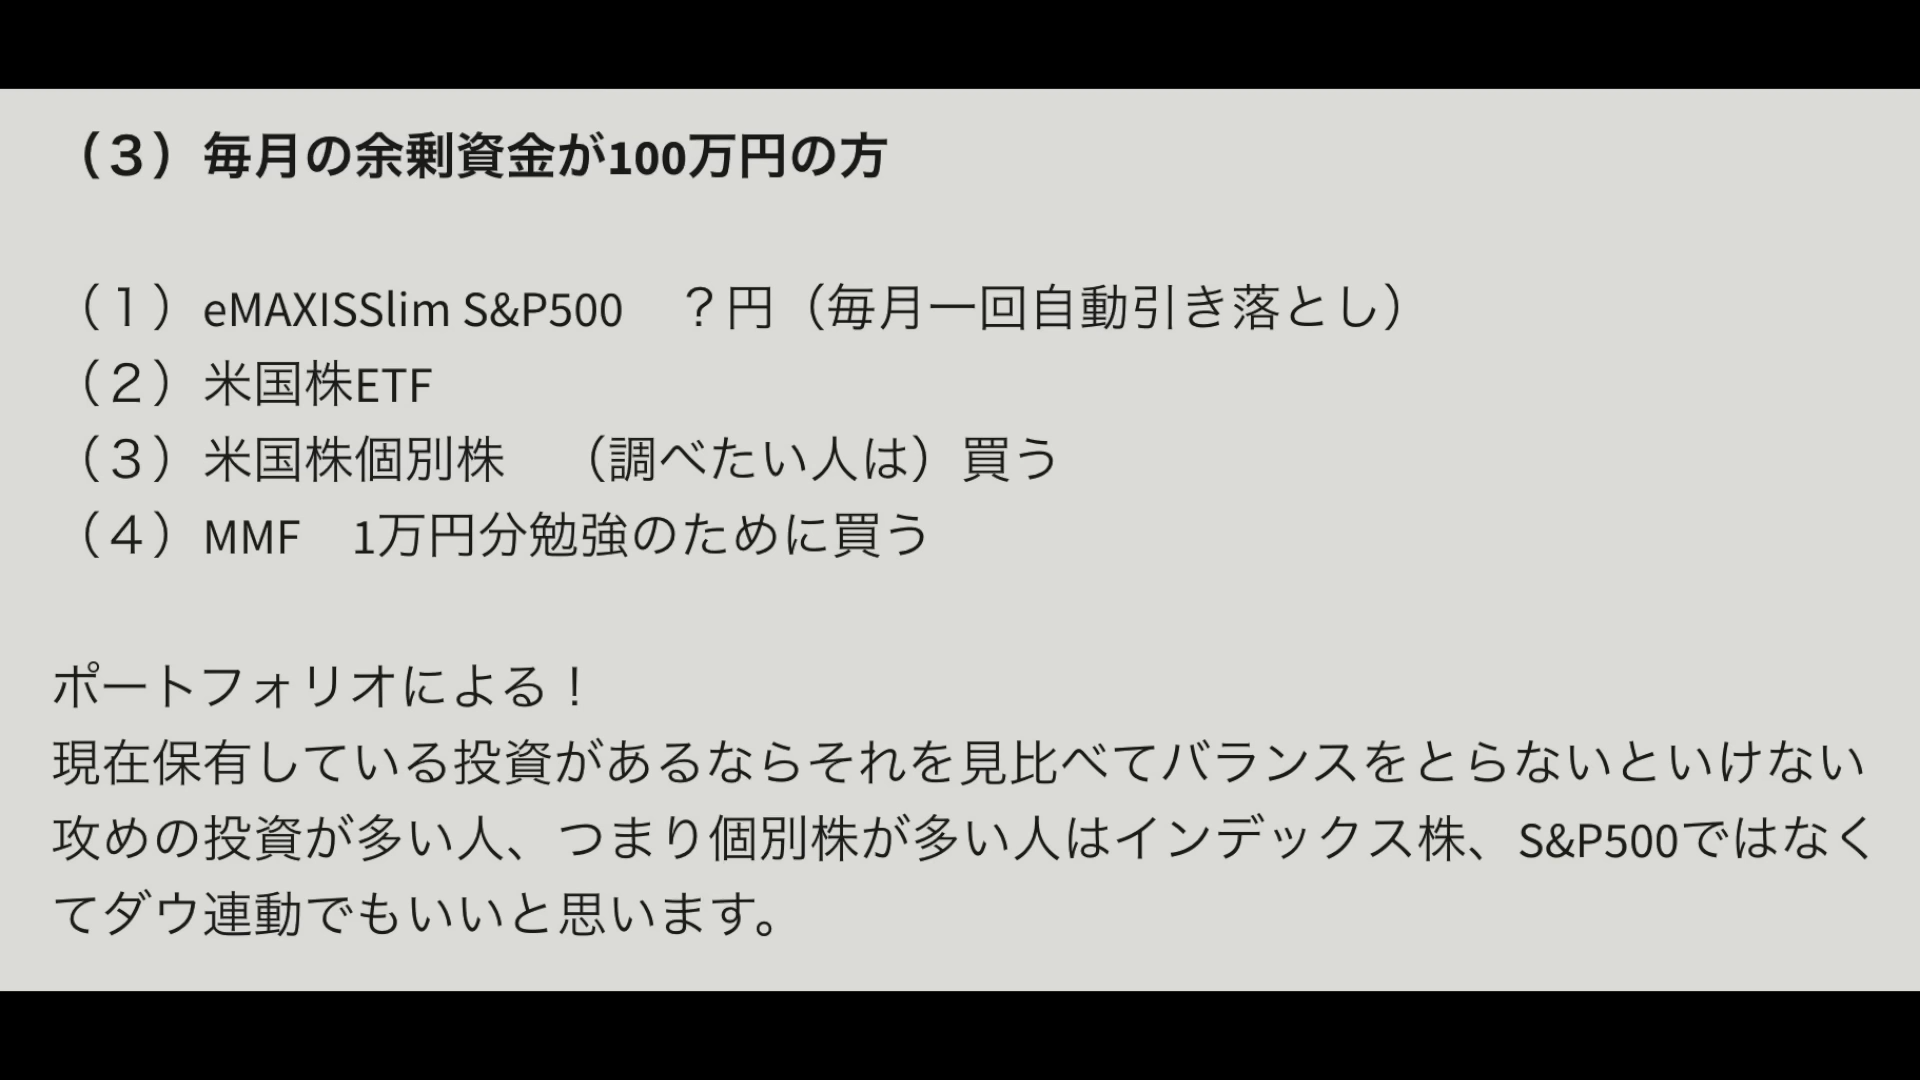 （３）毎月の余剰資金が100万円の方
（１）eMAXISSlim S&P500　？円（毎月一回自動引き落とし）
（２）米国株ETF
（３）米国株個別株　（調べたい人は）買う
（４）MMF　1万円分勉強のために買う
ポートフォリオによる！
現在保有している投資があるならそれを見比べてバランスをとらないといけない
攻めの投資が多い人、つまり個別株が多い人はインデックス株、S&P500ではなく
てダウ連動でもいいと思います。